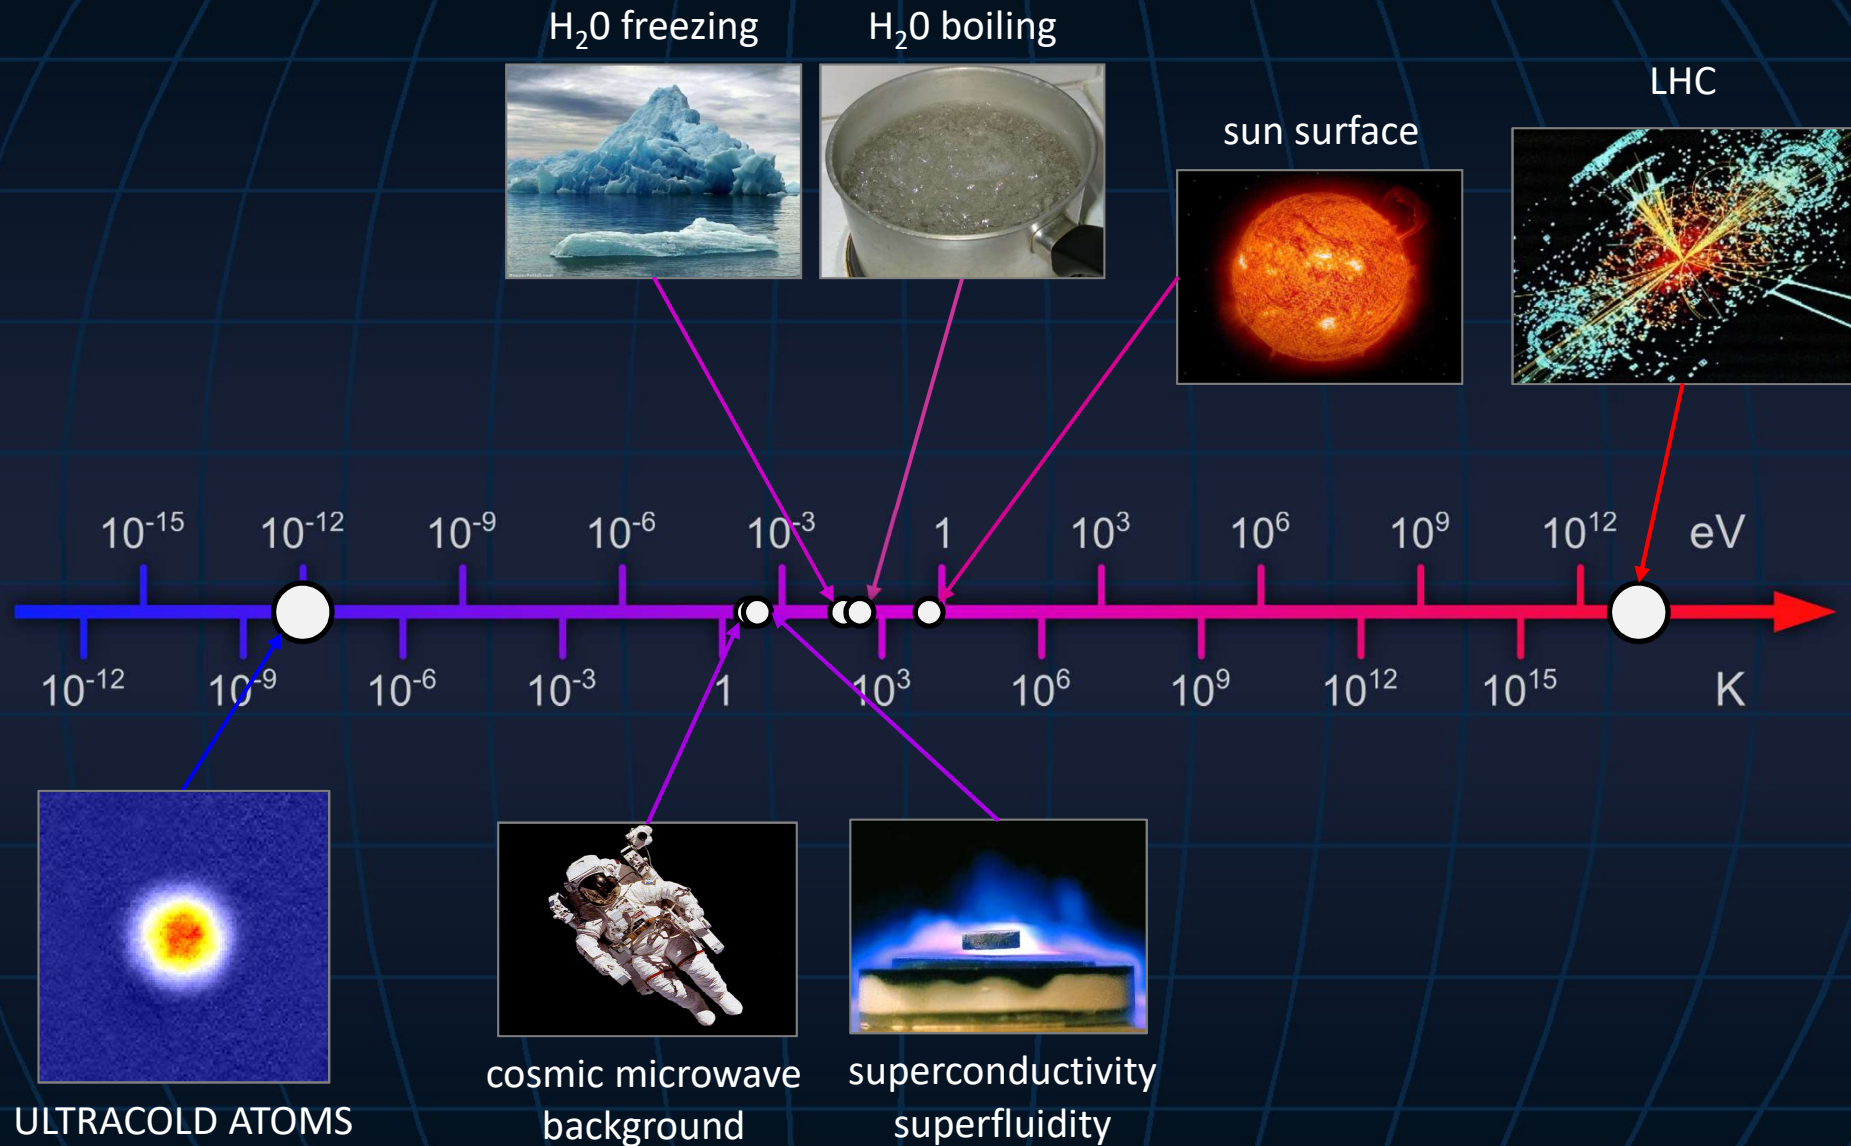 H₂0 freezing
H₂0 boiling
LHC
sun surface
10⁻¹⁵ 10⁻¹² 10⁻⁹ 10⁻⁶ 10⁻³ 1 10³ 10⁶ 10⁹ 10¹² eV
10⁻¹² 10⁻⁹ 10⁻⁶ 10⁻³ 1 10³ 10⁶ 10⁹ 10¹² 10¹⁵ K
cosmic microwave
background
superconductivity
superfluidity
ULTRACOLD ATOMS